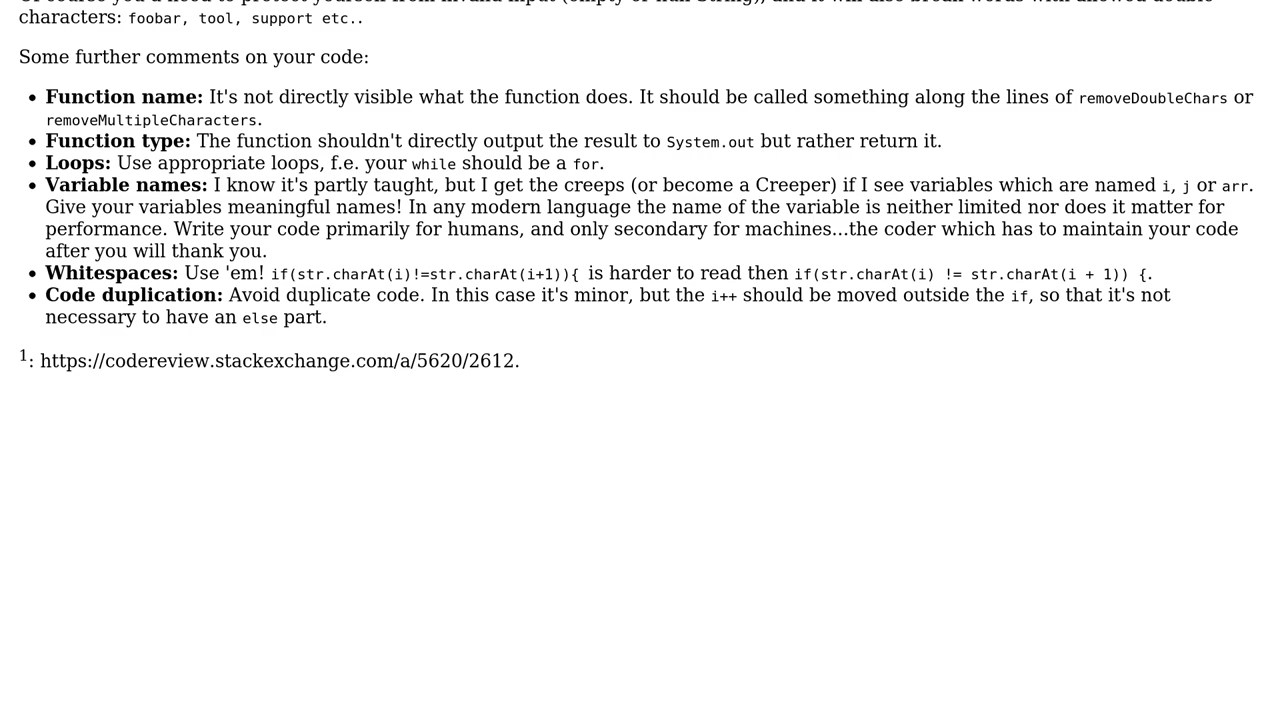 characters: foobar, tool, support etc..
Some further comments on your code:
• Function name: It's not directly visible what the function does. It should be called something along the lines of removeDoubleChars or
removeMultipleCharacters.
• Function type: The function shouldn't directly output the result to System.out but rather return it.
• Loops: Use appropriate loops, f.e. your while should be a for.
• Variable names: I know it's partly taught, but I get the creeps (or become a Creeper) if I see variables which are named i, j or arr.
Give your variables meaningful names! In any modern language the name of the variable is neither limited nor does it matter for
performance. Write your code primarily for humans, and only secondary for machines...the coder which has to maintain your code
after you will thank you.
• Whitespaces: Use 'em! if(str.charAt(i)!=str.charAt(i+1)){ is harder to read then if(str.charAt(i) != str.charAt(i + 1)) {.
• Code duplication: Avoid duplicate code. In this case it's minor, but the i++ should be moved outside the if, so that it's not
necessary to have an else part.
1: https://codereview.stackexchange.com/a/5620/2612.